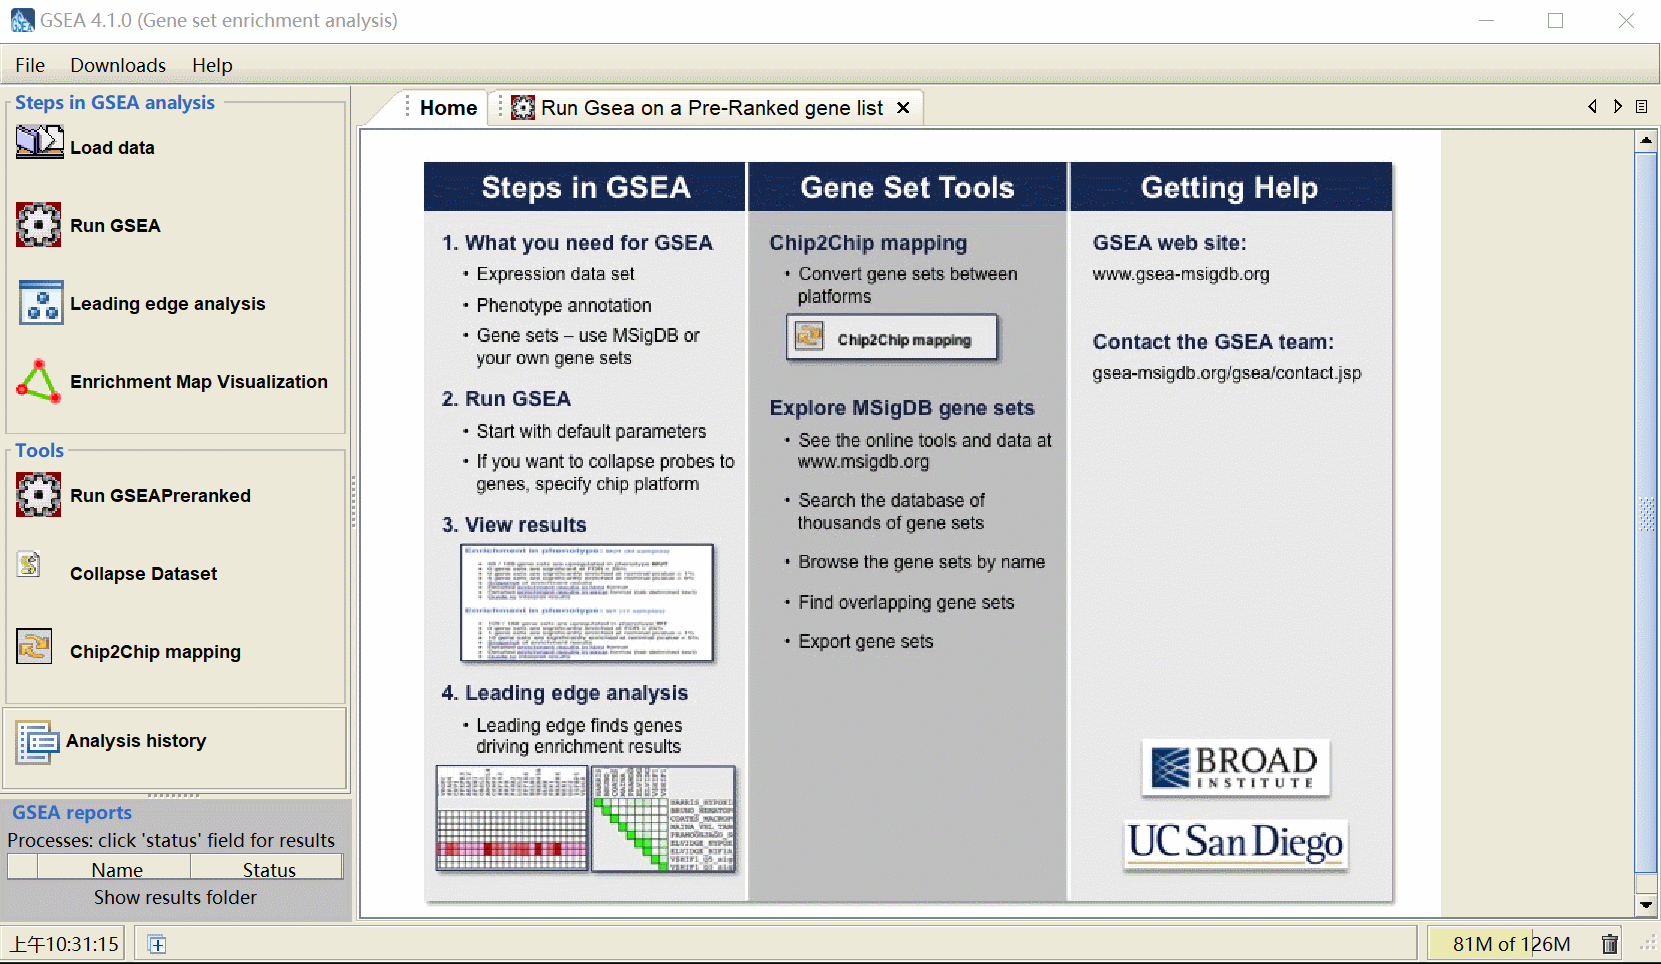 GSEA 4.1.0 (Gene set enrichment analysis)
File Downloads Help
Steps in GSEA analysis
Load data
Run GSEA
Leading edge analysis
Enrichment Map Visualization
Tools
Run GSEAPreranked
Collapse Dataset
Chip2Chip mapping
Analysis history
GSEA reports
Processes: click 'status' field for results
Name Status
Show results folder
上午10:31:15
Home
Run Gsea on a Pre-Ranked gene list
Steps in GSEA
1. What you need for GSEA
• Expression data set
• Phenotype annotation
• Gene sets – use MSigDB or
your own gene sets
2. Run GSEA
• Start with default parameters
• If you want to collapse probes to
genes, specify chip platform
3. View results
Enrichment in phenotype:
Enrichment in phenotype:
4. Leading edge analysis
• Leading edge finds genes
driving enrichment results
Gene Set Tools
Chip2Chip mapping
• Convert gene sets between
platforms
Chip2Chip mapping
Explore MSigDB gene sets
• See the online tools and data at
www.msigdb.org
• Search the database of
thousands of gene sets
• Browse the gene sets by name
• Find overlapping gene sets
• Export gene sets
Getting Help
GSEA web site:
www.gsea-msigdb.org
Contact the GSEA team:
gsea-msigdb.org/gsea/contact.jsp
BROAD
INSTITUTE
UC San Diego
81M of 126M